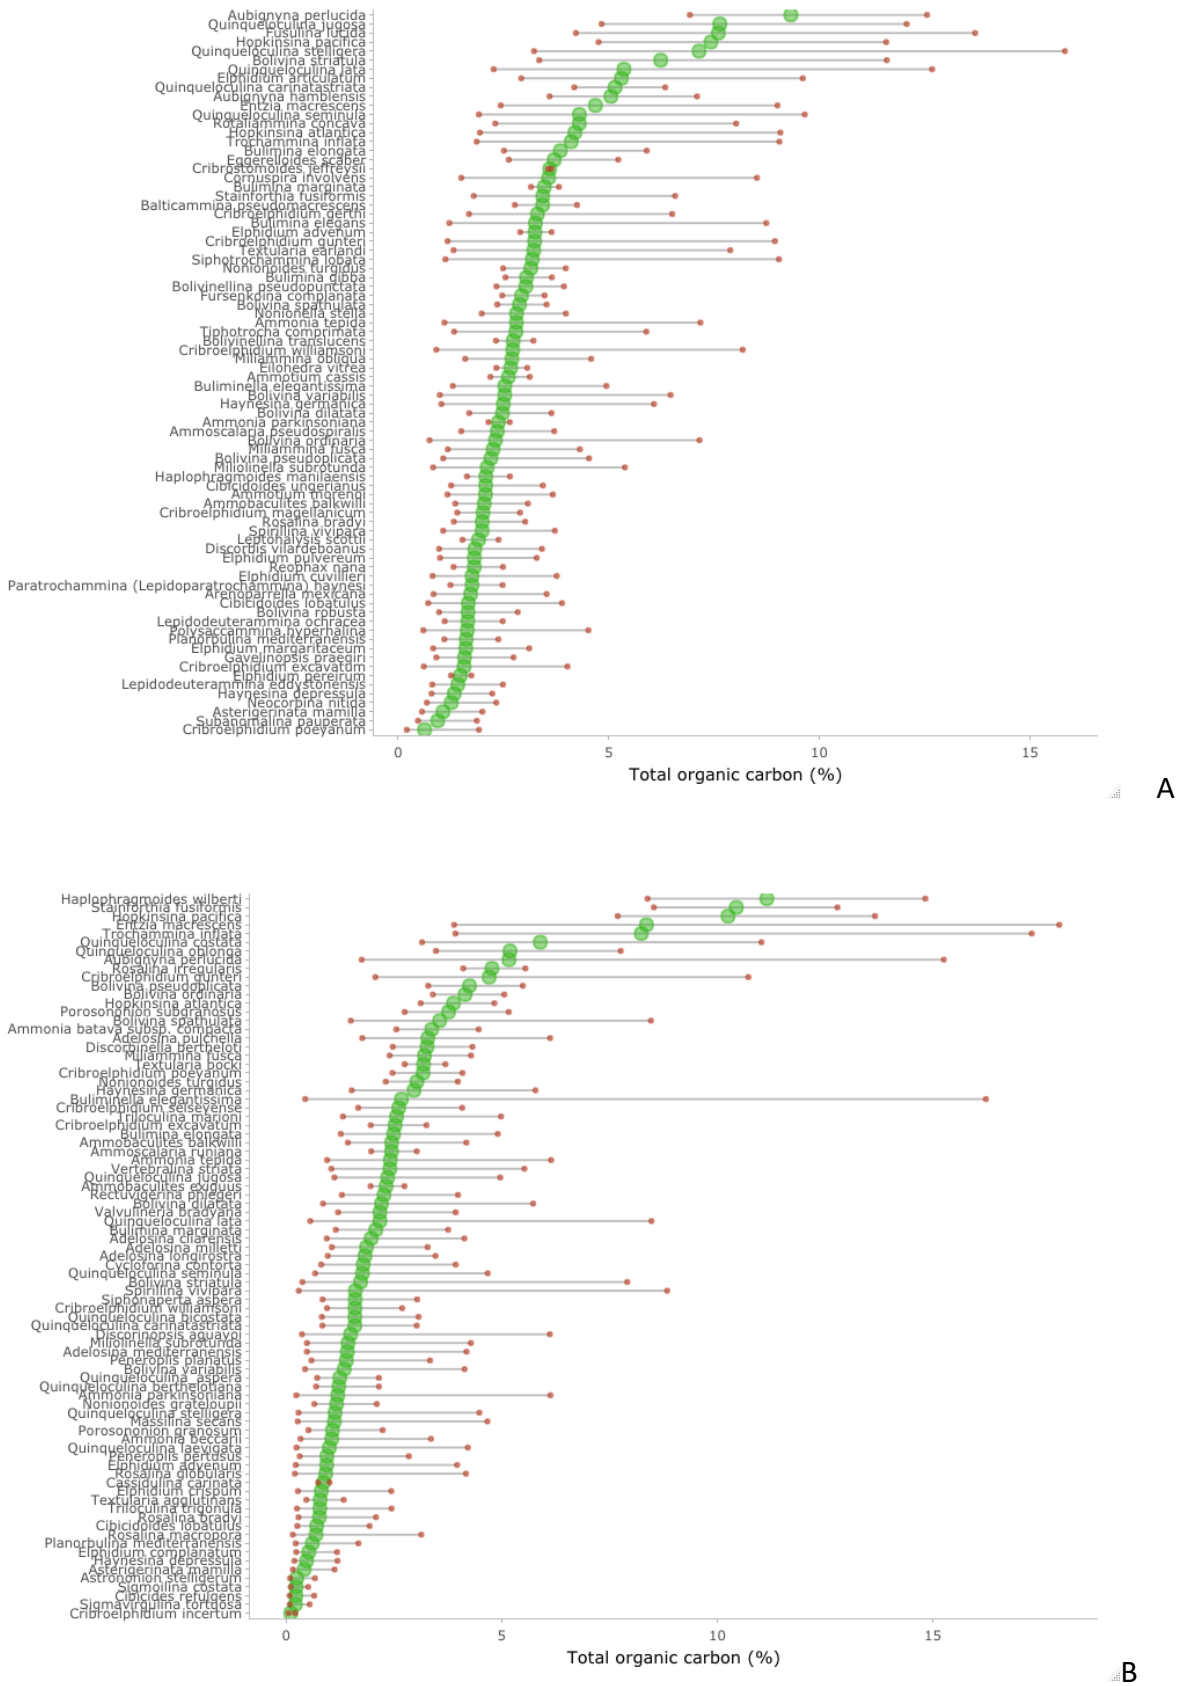 Aubignyna perlucida
Quinqueloculina jugosa
Fusulina lucida
Hopkinsina pacifica
Quinqueloculina stelligera
Bolivina striatula
Quinqueloculina lata
Elphidium articulatum
Quinqueloculina carinatastriata
Aubignyna hamblensis
Entzia macrescens
Quinqueloculina seminula
Rotaliammina concava
Hopkinsina atlantica
Trochammina inflata
Bulimina elongata
Eggerelloides scaber
Cribrostomoides jeffreysii
Cornuspira involvens
Bulimina marginata
Stainforthia fusiformis
Balticammina pseudomacrescens
Cribroelphidium gerthi
Bulimina elegans
Elphidium advenum
Cribroelphidium gunteri
Textularia earlandi
Siphotrochammina lobata
Nonionoides turgidus
Bulimina gibba
Bolivinellina pseudopunctata
Fursenkoina complanata
Bolivina spathulata
Nonionella stella
Ammonia tepida
Tiphotrocha comprimata
Bolivinellina translucens
Cribroelphidium williamsoni
Miliammina obliqua
Eilohedra vitrea
Ammotium cassis
Buliminella elegantissima
Bolivina variabilis
Haynesina germanica
Bolivina dilatata
Ammonia parkinsoniana
Ammoscalaria pseudospiralis
Bolivina ordinaria
Miliammina fusca
Bolivina pseudoplicata
Miliolinella subrotunda
Haplophragmoides manilaensis
Cibicidoides ungerianus
Ammotium morenoi
Ammobaculites balkwilli
Cribroelphidium magellanicum
Rosalina bradyi
Spirillina vivipara
Leptohalysis scottii
Discorbis vilardeboanus
Elphidium pulvereum
Reophax nana
Elphidium cuvillieri
Paratrochammina (Lepidoparatrochammina) haynesi
Arenoparrella mexicana
Cibicidoides lobatulus
Bolivina robusta
Lepidodeuterammina ochracea
Polysaccammina hyperhalina
Planorbulina mediterranensis
Elphidium margaritaceum
Gavelinopsis praegeri
Cribroelphidium excavatum
Elphidium pereirum
Lepidodeuterammina eddystonensis
Haynesina depressula
Neocorbina nitida
Asterigerinata mamilla
Subanomalina pauperata
Cribroelphidium poeyanum
0 5 10 15
Total organic carbon (%)
A
Haplophragmoides wilberti
Stainforthia fusiformis
Hopkinsina pacifica
Entzia macrescens
Trochammina inflata
Quinqueloculina costata
Quinqueloculina oblonga
Aubignyna perlucida
Rosalina irregularis
Cribroelphidium gunteri
Bolivina pseudoplicata
Bolivina ordinaria
Hopkinsina atlantica
Porosononion subgranosus
Bolivina spathulata
Ammonia batava subsp. compacta
Adelosina pulchella
Discorbinella bertheloti
Miliammina fusca
Textularia bocki
Cribroelphidium poeyanum
Nonionoides turgidus
Haynesina germanica
Buliminella elegantissima
Cribroelphidium selseyense
Triloculina marioni
Cribroelphidium excavatum
Bulimina elongata
Ammobaculites balkwilli
Ammoscalaria runiana
Ammonia tepida
Vertebralina striata
Quinqueloculina jugosa
Ammobaculites exiguus
Rectuvigerina phlegeri
Bolivina dilatata
Valvulineria bradyana
Quinqueloculina lata
Bulimina marginata
Adelosina cliarensis
Adelosina milletti
Adelosina longirostra
Cycloforina contorta
Quinqueloculina seminula
Bolivina striatula
Spirillina vivipara
Siphonaperta aspera
Cribroelphidium williamsoni
Quinqueloculina bicostata
Quinqueloculina carinatastriata
Discorinopsis aguayoi
Miliolinella subrotunda
Adelosina mediterranensis
Peneroplis planatus
Bolivina variabilis
Quinqueloculina aspera
Quinqueloculina berthelotiana
Ammonia parkinsoniana
Nonionoides grateloupii
Quinqueloculina stelligera
Massilina secans
Porosononion granosum
Ammonia beccarii
Quinqueloculina laevigata
Peneroplis pertusus
Elphidium advenum
Rosalina globularis
Cassidulina carinata
Elphidium crispum
Textularia agglutinans
Triloculina trigonula
Rosalina bradyi
Cibicidoides lobatulus
Rosalina macropora
Planorbulina mediterranensis
Elphidium complanatum
Haynesina depressula
Asterigerinata mamilla
Astrononion stelligerum
Sigmoilina costata
Cibicides refulgens
Sigmavirgulina tortuosa
Cribroelphidium incertum
0 5 10 15
Total organic carbon (%)
B